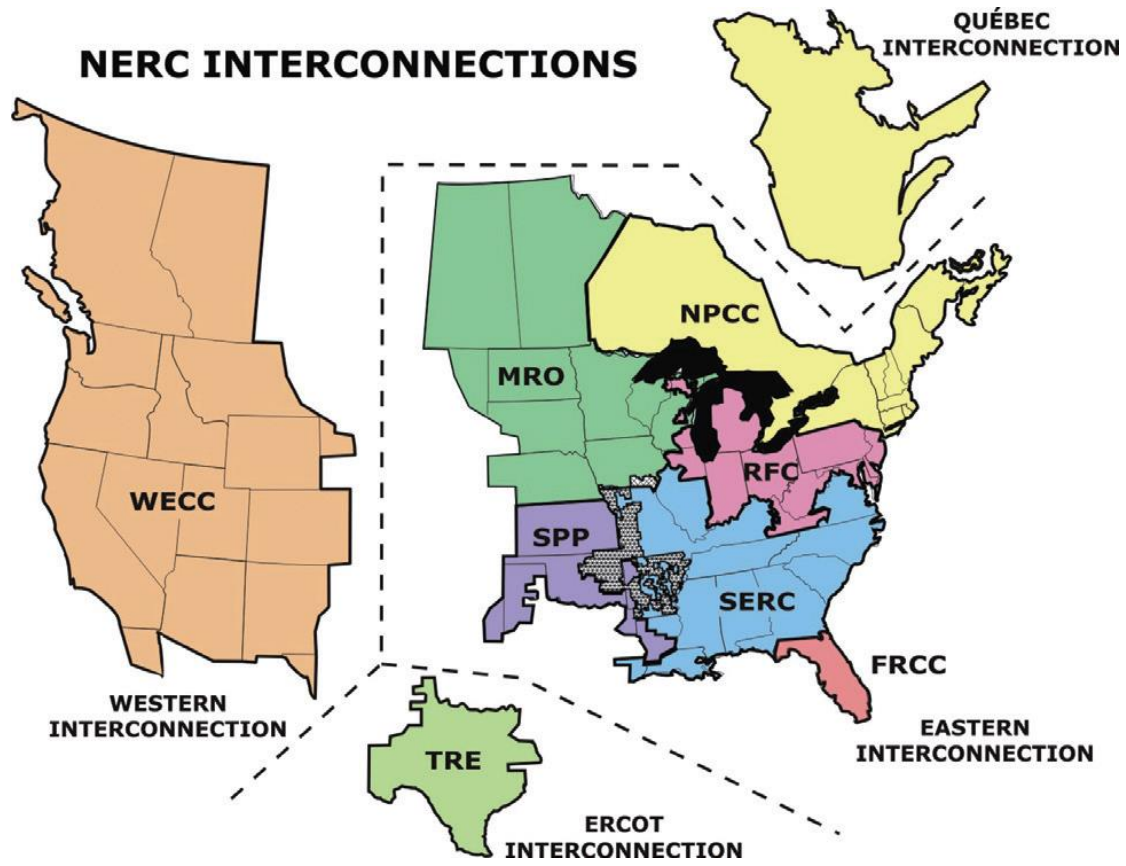 QUÉBEC
INTERCONNECTION
NERC INTERCONNECTIONS
NPCC
MRO
RFC
WECC
SPP
SERC
FRCC
WESTERN
INTERCONNECTION
EASTERN
INTERCONNECTION
TRE
ERCOT
INTERCONNECTION